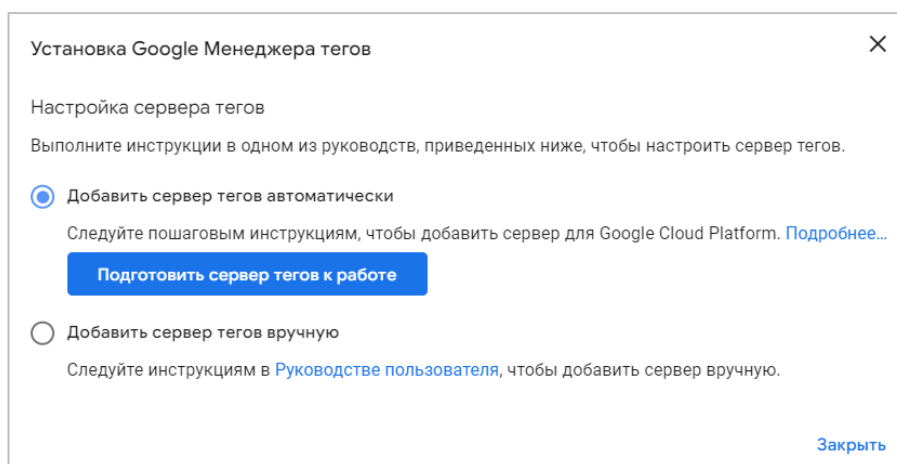 Установка Google Менеджера тегов
Настройка сервера тегов
Выполните инструкции в одном из руководств, приведенных ниже, чтобы настроить сервер тегов.
Добавить сервер тегов автоматически
Следуйте пошаговым инструкциям, чтобы добавить сервер для Google Cloud Platform. Подробнее…
Подготовить сервер тегов к работе
Добавить сервер тегов вручную
Следуйте инструкциям в Руководстве пользователя, чтобы добавить сервер вручную.
Закрыть